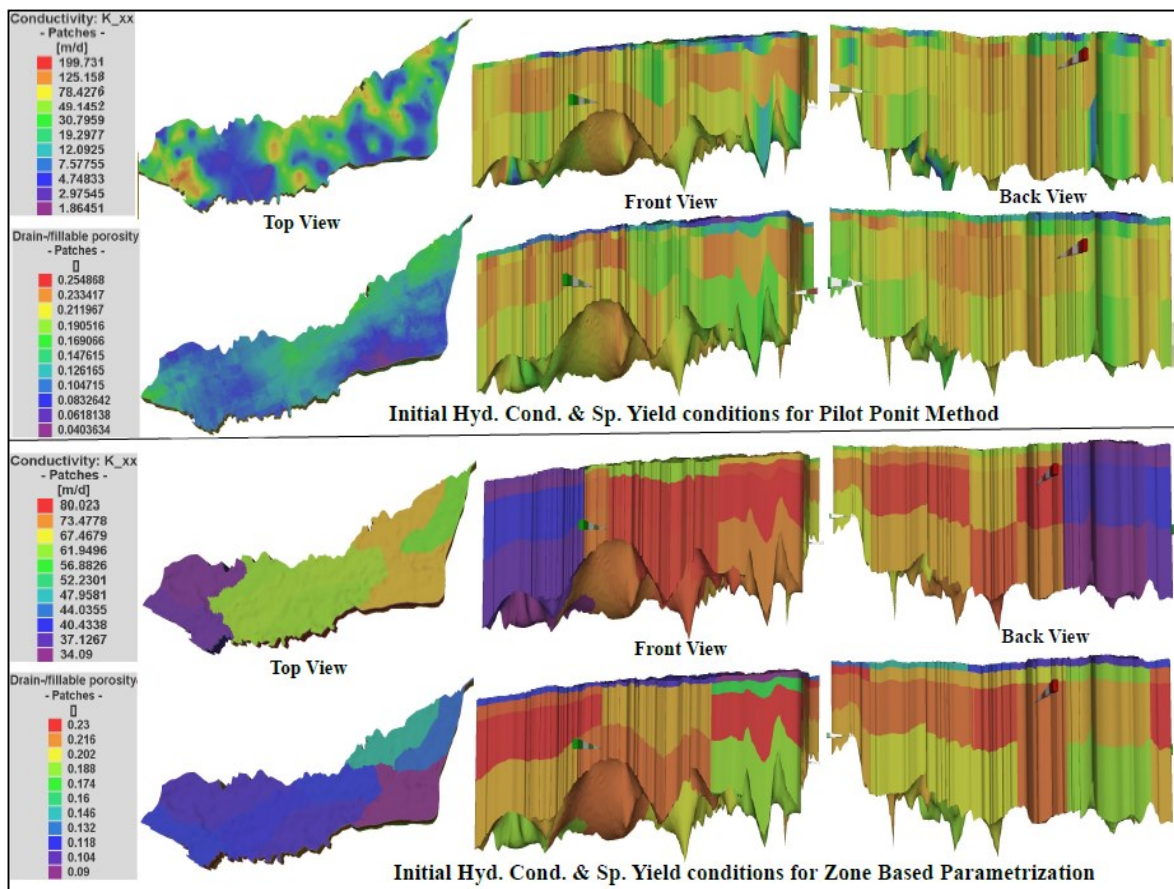 Conductivity: K_xx
- Patches -
[m/d]
199.731
125.158
78.4276
49.1452
30.7959
19.2977
12.0925
7.57755
4.74833
2.97545
1.86451
Top View
Front View
Back View
Drain-/fillable porosity
- Patches -
[]
0.254868
0.233417
0.211967
0.190516
0.169066
0.147615
0.126165
0.104715
0.0832642
0.0618138
0.0403634
Initial Hyd. Cond. & Sp. Yield conditions for Pilot Ponit Method
Conductivity: K_xx
- Patches -
[m/d]
80.023
73.4778
67.4679
61.9496
56.8826
52.2301
47.9581
44.0355
40.4338
37.1267
34.09
Top View
Front View
Back View
Drain-/fillable porosity
- Patches -
[]
0.23
0.216
0.202
0.188
0.174
0.16
0.146
0.132
0.118
0.104
0.09
Initial Hyd. Cond. & Sp. Yield conditions for Zone Based Parametrization